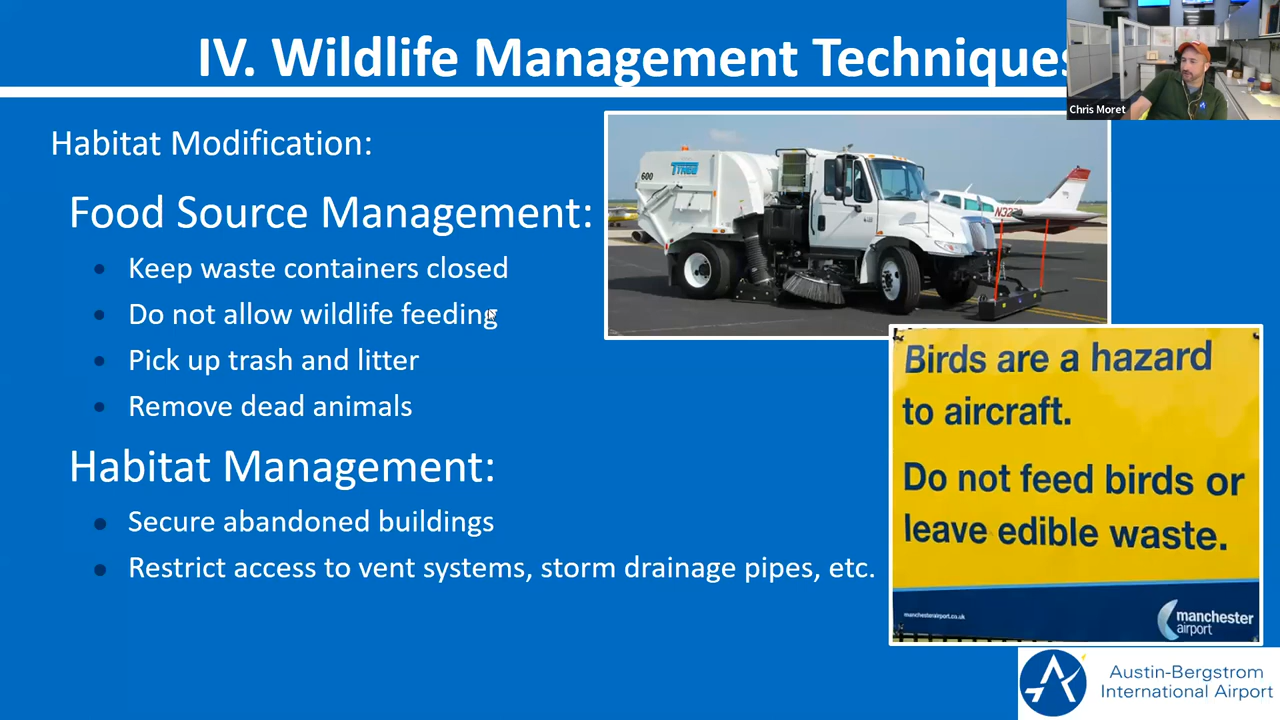 IV. Wildlife Management Techniques
Chris Moret
Habitat Modification:
Food Source Management:
Keep waste containers closed
Do not allow wildlife feeding
Pick up trash and litter
Remove dead animals
Habitat Management:
Secure abandoned buildings
Restrict access to vent systems, storm drainage pipes, etc.
600
TYMCO
Birds are a hazard
to aircraft.
Do not feed birds or
leave edible waste.
manchesterairport.co.uk
manchester
airport
Austin-Bergstrom
International Airport